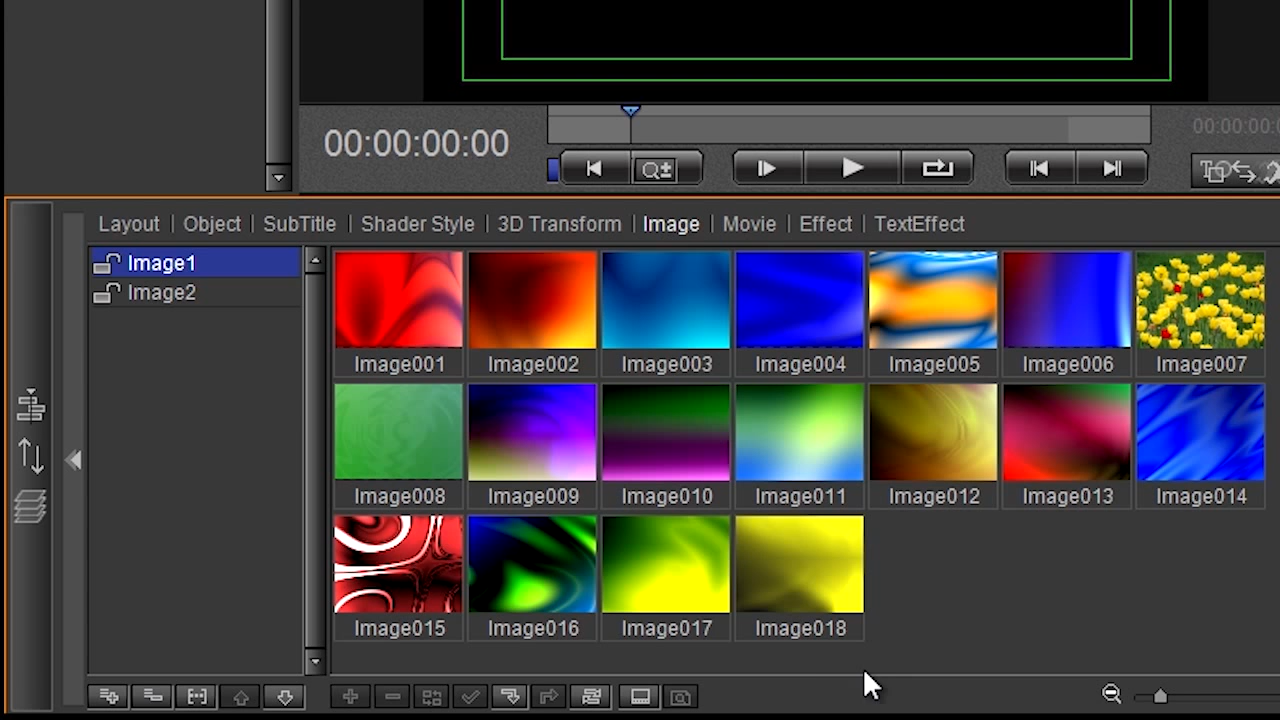 00:00:00:00
00:00:00:
Layout | Object | SubTitle | Shader Style | 3D Transform | Image | Movie | Effect | TextEffect
Image1
Image2
Image001 Image002 Image003 Image004 Image005 Image006 Image007
Image008 Image009 Image010 Image011 Image012 Image013 Image014
Image015 Image016 Image017 Image018